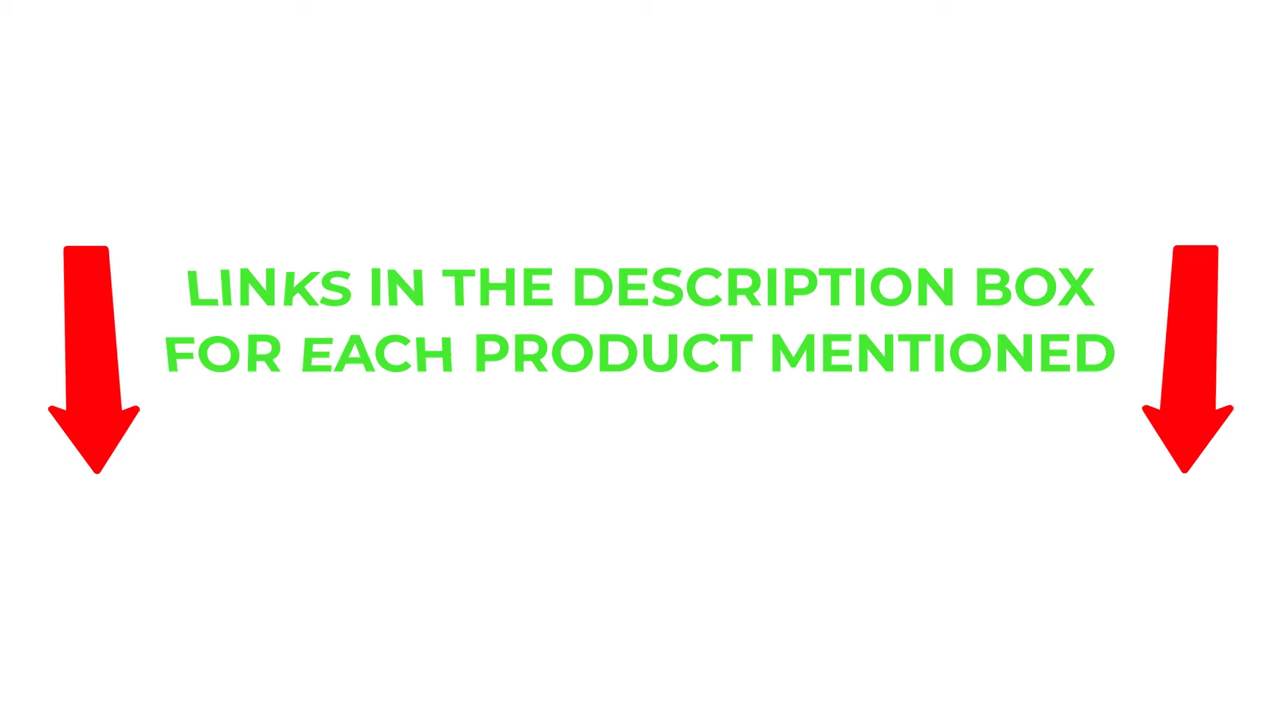 LINKS IN THE DESCRIPTION BOX
FOR EACH PRODUCT MENTIONED